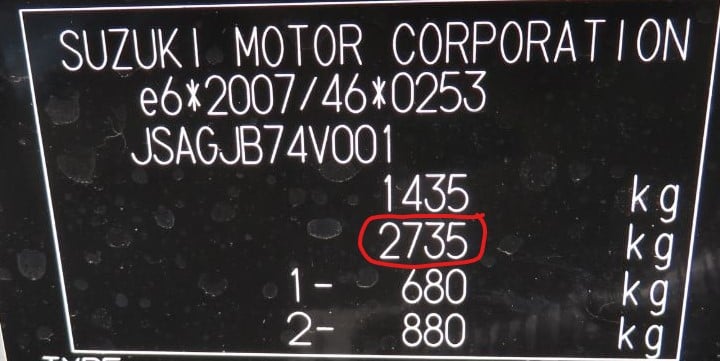 SUZUKI MOTOR CORPORATION
e6*2007/46*0253
JSAGJB74V001
1435 kg
2735 kg
1- 680 kg
2- 880 kg